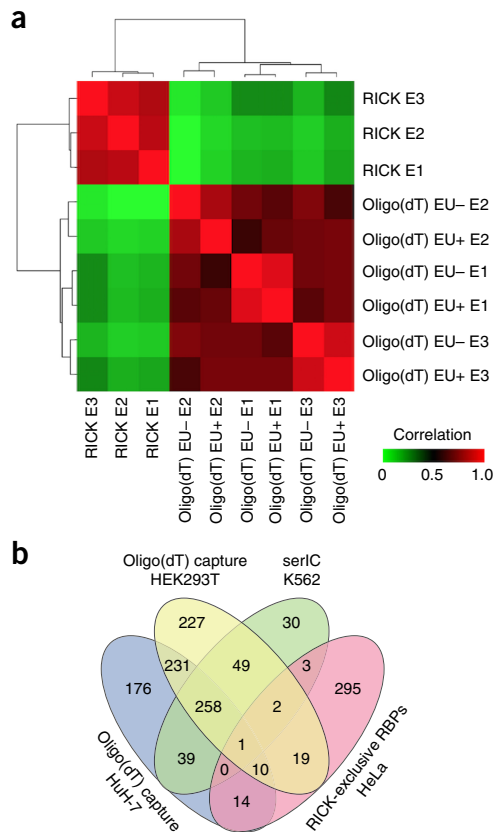 a
RICK E3
RICK E2
RICK E1
Oligo(dT) EU– E2
Oligo(dT) EU+ E2
Oligo(dT) EU– E1
Oligo(dT) EU+ E1
Oligo(dT) EU– E3
Oligo(dT) EU+ E3
RICK E3
RICK E2
RICK E1
Oligo(dT) EU– E2
Oligo(dT) EU+ E2
Oligo(dT) EU– E1
Oligo(dT) EU+ E1
Oligo(dT) EU– E3
Oligo(dT) EU+ E3
Correlation
0 0.5 1.0
b
Oligo(dT) capture
HEK293T
serIC
K562
227
30
231
49
3
176
258
2
295
1
39
0
10
19
14
Oligo(dT) capture
HuH-7
RICK-exclusive RBPs
HeLa